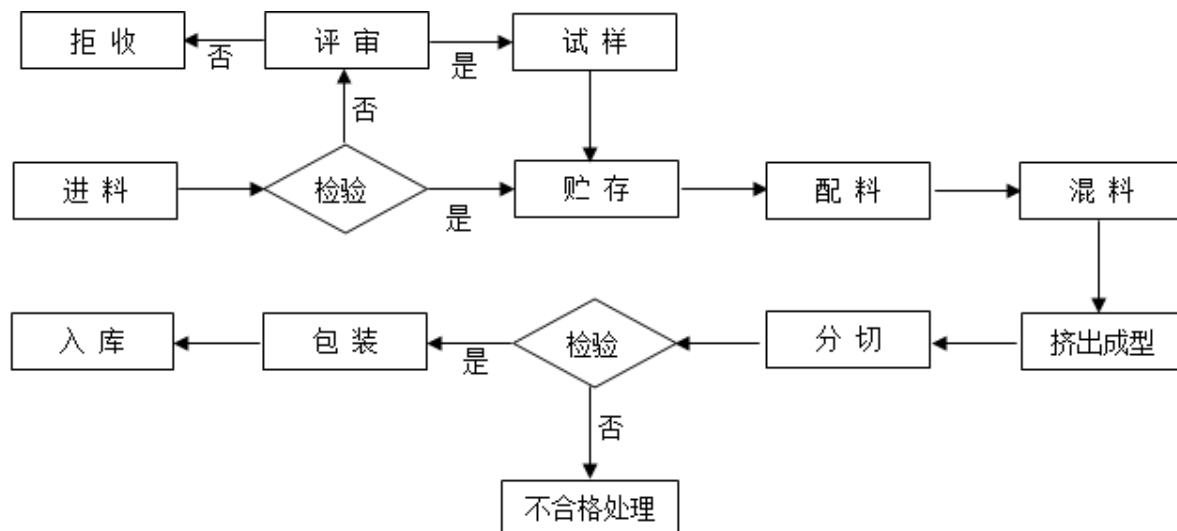 拒 收
否
评 审
是
试 样
否
进 料
检验
是
贮 存
配 料
混 料
入 库
包 装
是
检验
分 切
挤出成型
否
不合格处理